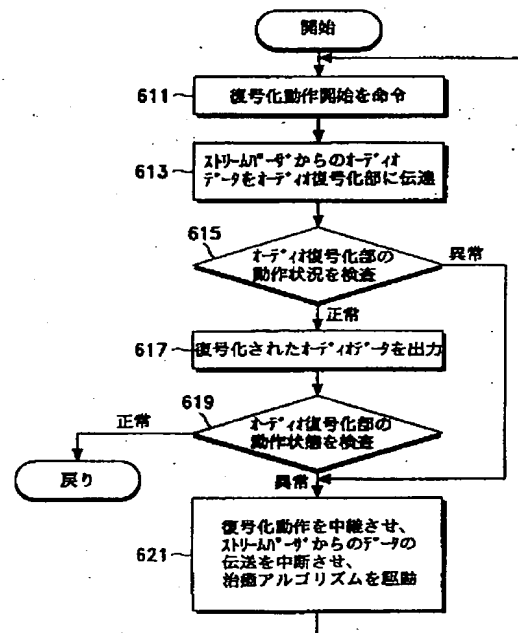 開始
611
復号化動作開始を命令
613
ｽﾄﾘｰﾑﾊﾟｰｻﾞからのｵｰﾃﾞｨｵ
ﾃﾞｰﾀをｵｰﾃﾞｨｵ復号化部に伝達
615
ｵｰﾃﾞｨｵ復号化部の
動作状況を検査
異常
正常
617
復号化されたｵｰﾃﾞｨｵﾃﾞｰﾀを出力
619
ｵｰﾃﾞｨｵ復号化部の
動作状態を検査
正常
戻り
異常
621
復号化動作を中継させ、
ｽﾄﾘｰﾑﾊﾟｰｻﾞからのﾃﾞｰﾀの
伝送を中断させ、
治癒アルゴリズムを駆動